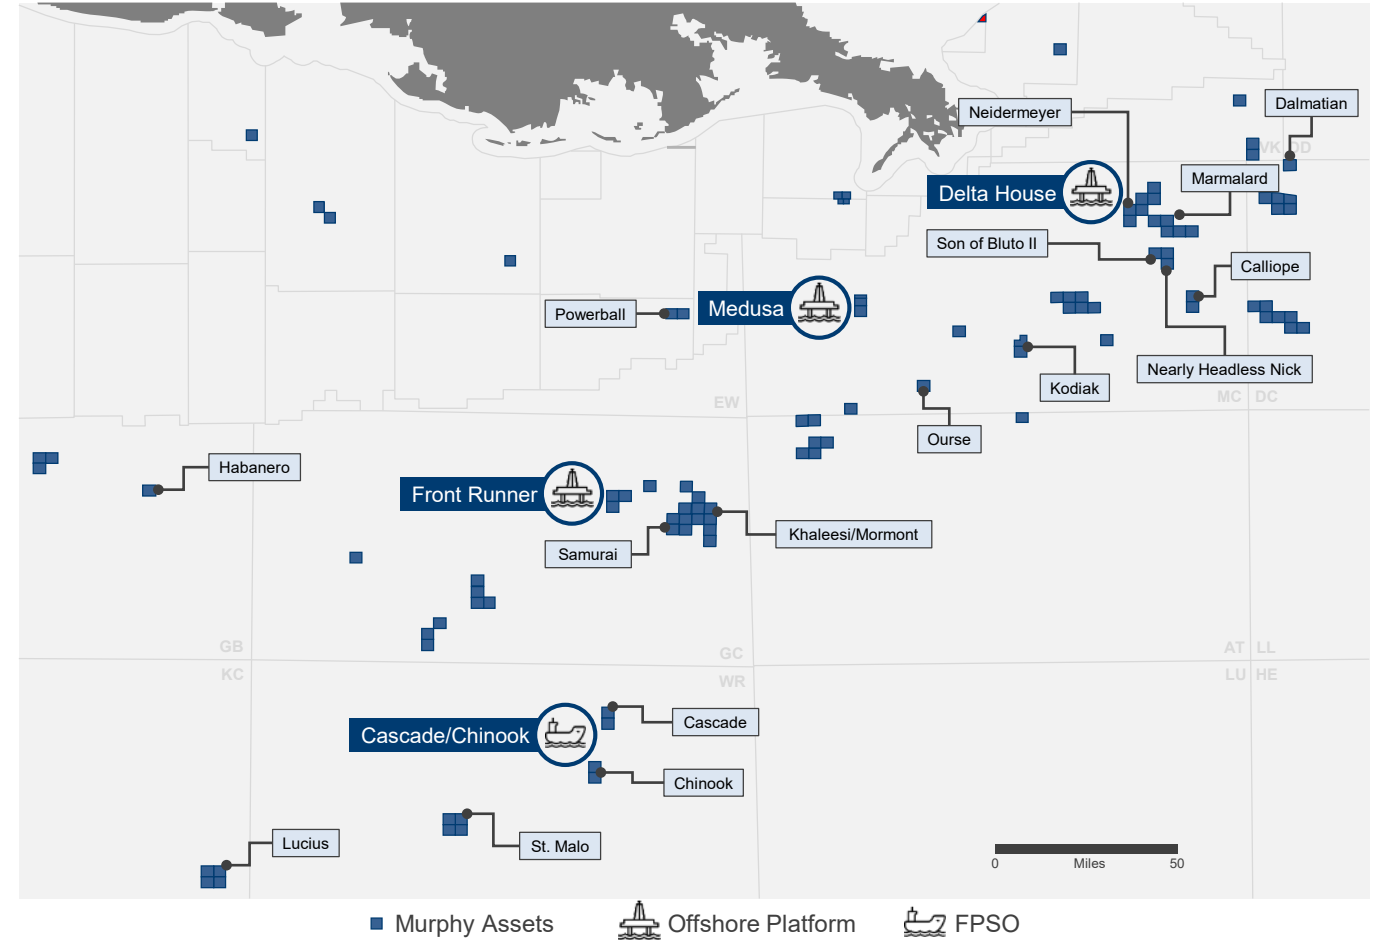 Neidermeyer
Dalmatian
VK DD
Marmalard
Delta House
Son of Bluto II
Calliope
Medusa
Powerball
Nearly Headless Nick
Kodiak
EW
MC DC
Ourse
Habanero
Front Runner
Khaleesi/Mormont
Samurai
GB
GC
AT LL
KC
WR
LU HE
Cascade/Chinook
Cascade
Chinook
Lucius
St. Malo
0 Miles 50
Murphy Assets Offshore Platform FPSO